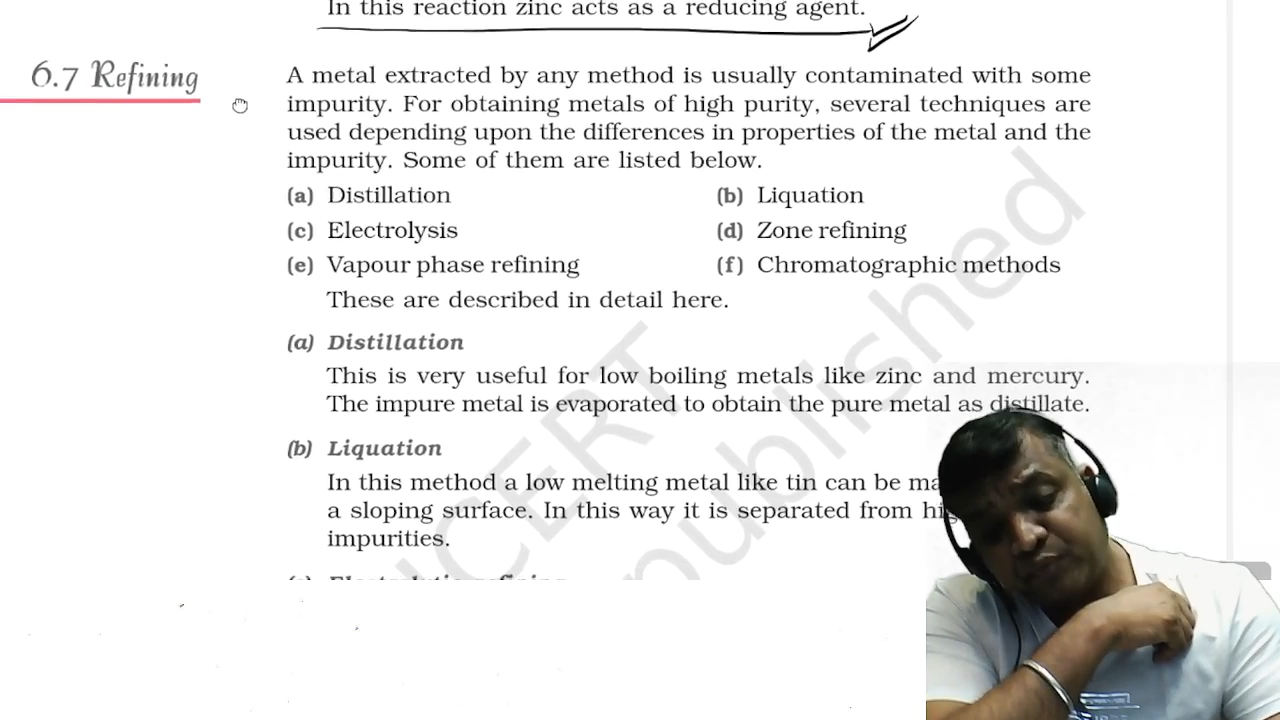 In this reaction zinc acts as a reducing agent.
6.7 Refining
A metal extracted by any method is usually contaminated with some
impurity. For obtaining metals of high purity, several techniques are
used depending upon the differences in properties of the metal and the
impurity. Some of them are listed below.
(a) Distillation
(b) Liquation
(c) Electrolysis
(d) Zone refining
(e) Vapour phase refining
(f) Chromatographic methods
These are described in detail here.
(a) Distillation
This is very useful for low boiling metals like zinc and mercury.
The impure metal is evaporated to obtain the pure metal as distillate.
(b) Liquation
In this method a low melting metal like tin can be
a sloping surface. In this way it is separated from
impurities.
(c) Electrolytic refining
NCERT
published